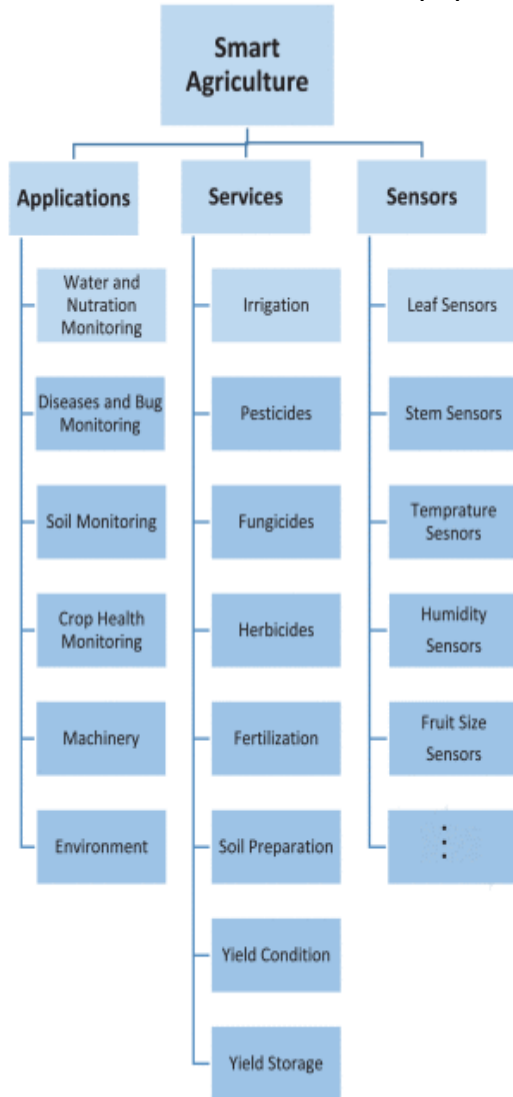 Smart
Agriculture
Applications
Services
Sensors
Water and
Nutration
Monitoring
Diseases and Bug
Monitoring
Soil Monitoring
Crop Health
Monitoring
Machinery
Environment
Irrigation
Pesticides
Fungicides
Herbicides
Fertilization
Soil Preparation
Yield Condition
Yield Storage
Leaf Sensors
Stem Sensors
Temprature
Sesnors
Humidity
Sensors
Fruit Size
Sensors
⋮